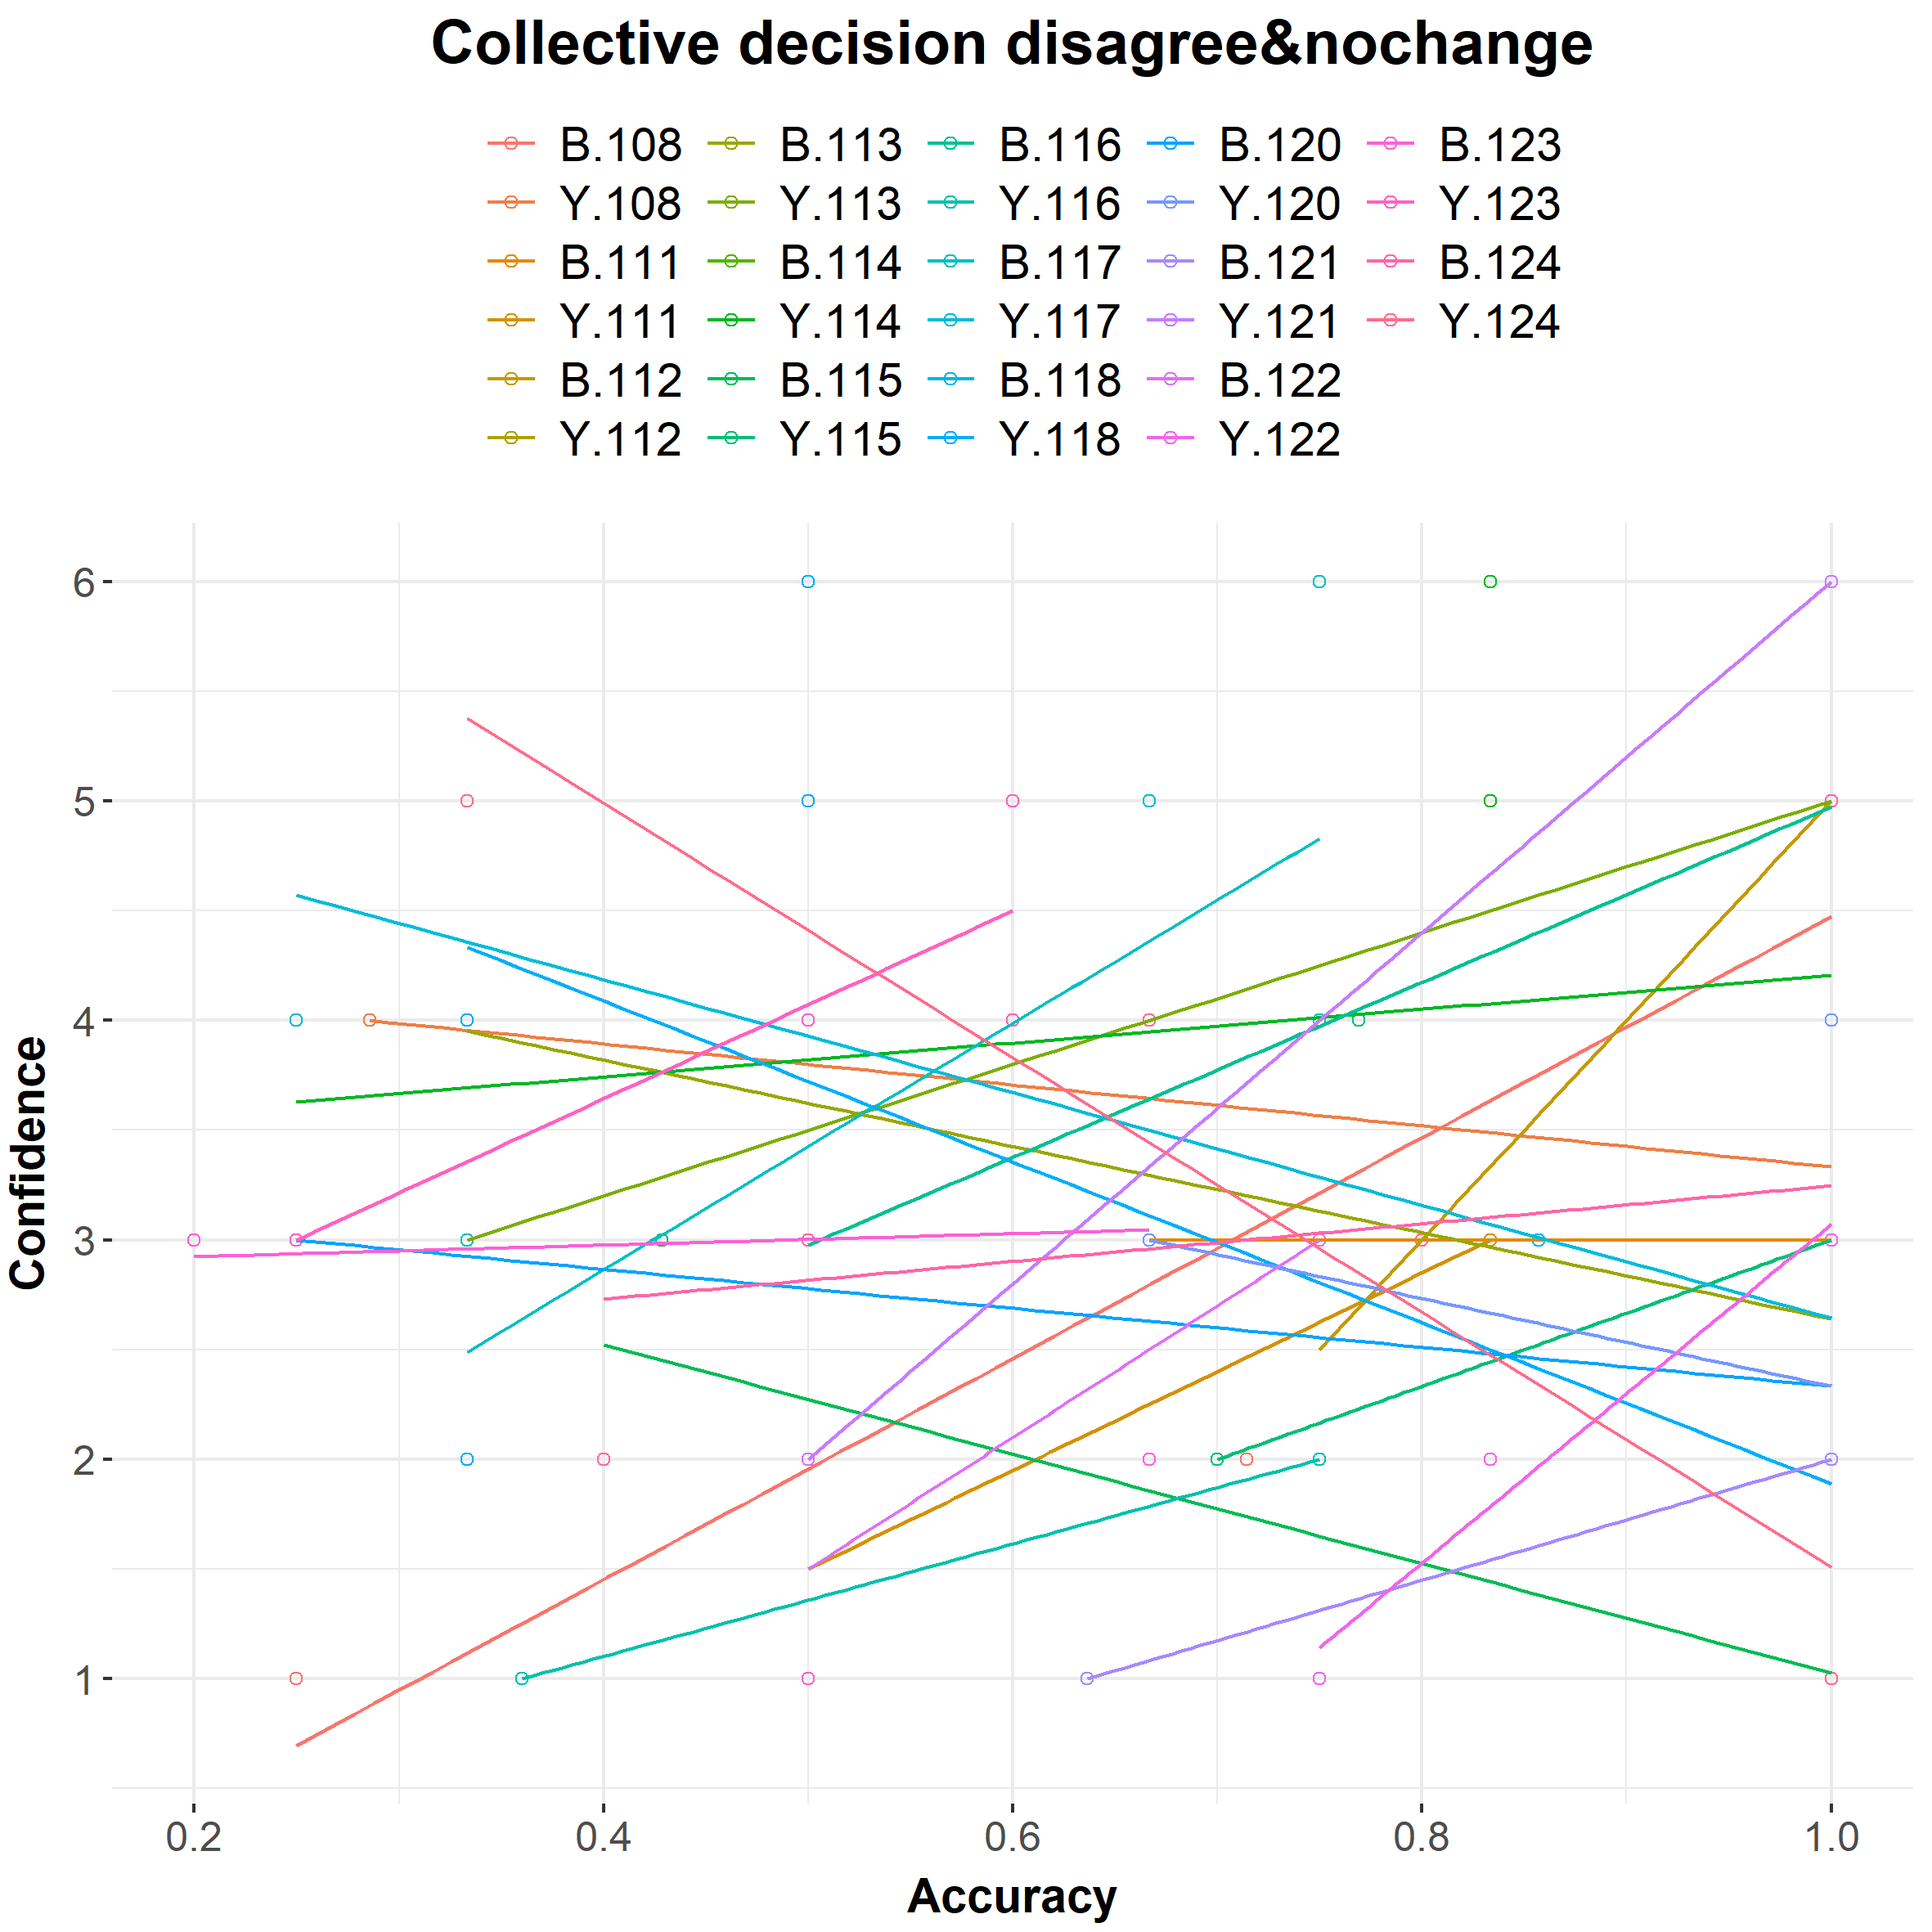 Collective decision disagree&nochange
B.108 B.113 B.116 B.120 B.123
Y.108 Y.113 Y.116 Y.120 Y.123
B.111 B.114 B.117 B.121 B.124
Y.111 Y.114 Y.117 Y.121 Y.124
B.112 B.115 B.118 B.122
Y.112 Y.115 Y.118 Y.122
6
5
4
3
2
1
Confidence
0.2 0.4 0.6 0.8 1.0
Accuracy